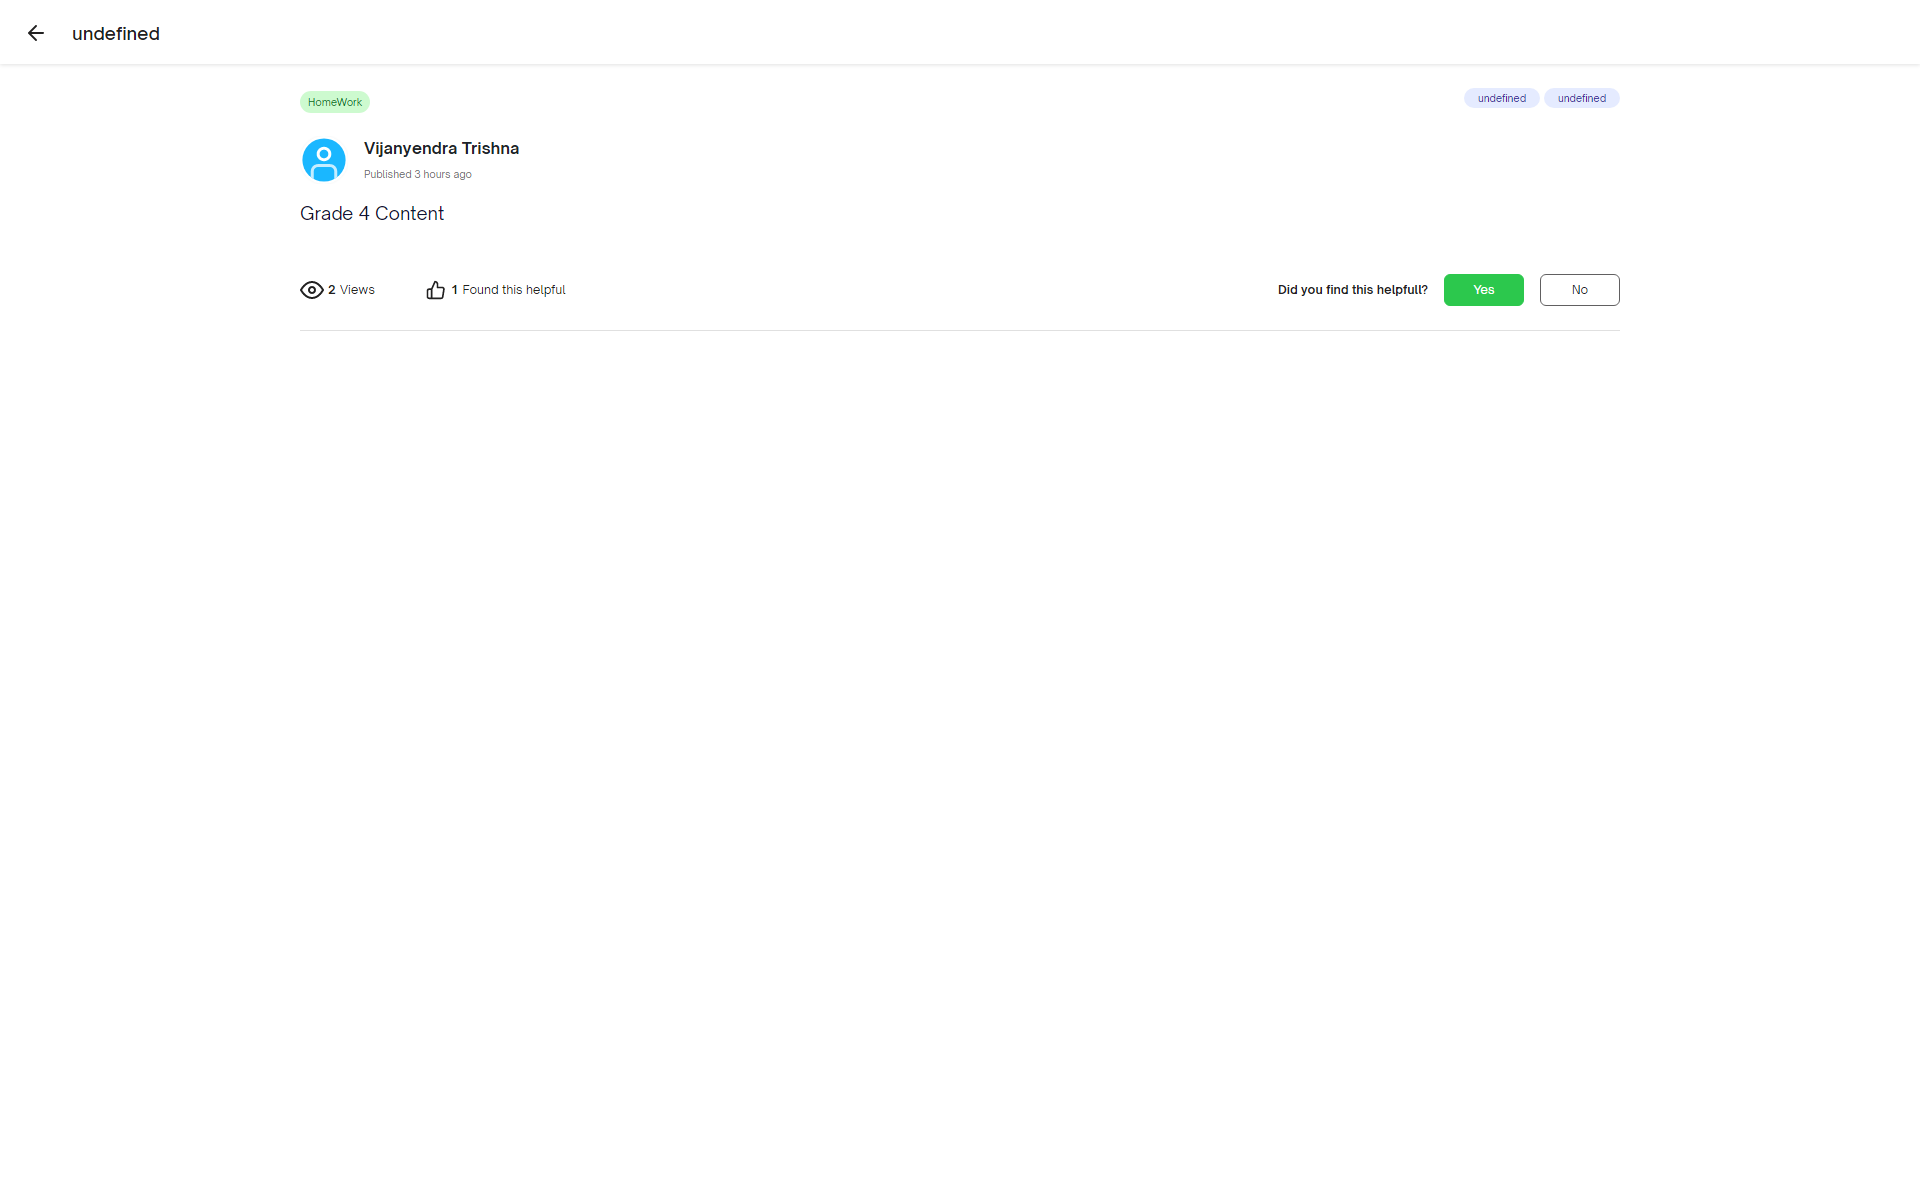 undefined
HomeWork
undefined undefined
Vijanyendra Trishna
Published 3 hours ago
Grade 4 Content
2 Views
1 Found this helpful
Did you find this helpfull?
Yes
No